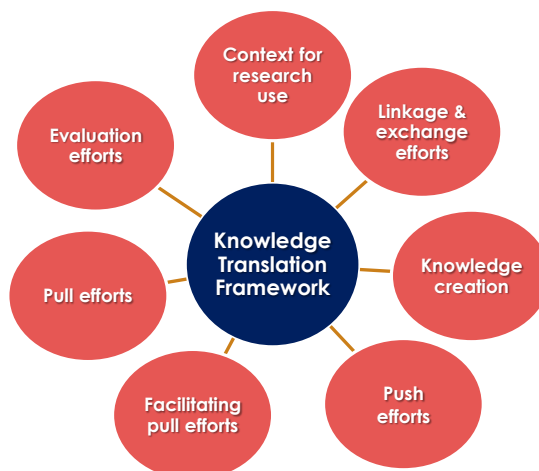 Context for
research
use
Linkage &
exchange
efforts
Knowledge
creation
Push
efforts
Facilitating
pull efforts
Pull efforts
Evaluation
efforts
Knowledge
Translation
Framework